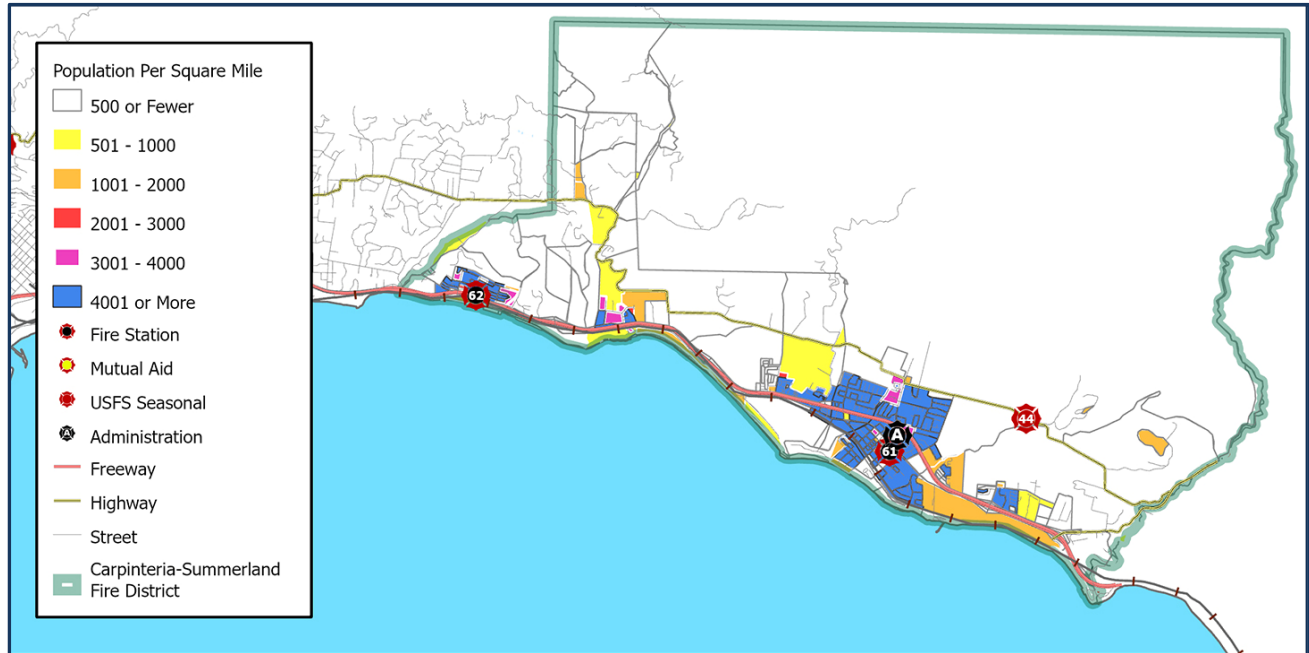 Population Per Square Mile
500 or Fewer
501 - 1000
1001 - 2000
2001 - 3000
3001 - 4000
4001 or More
Fire Station
Mutual Aid
USFS Seasonal
A Administration
Freeway
Highway
Street
Carpinteria-Summerland
Fire District
62
44
A
61